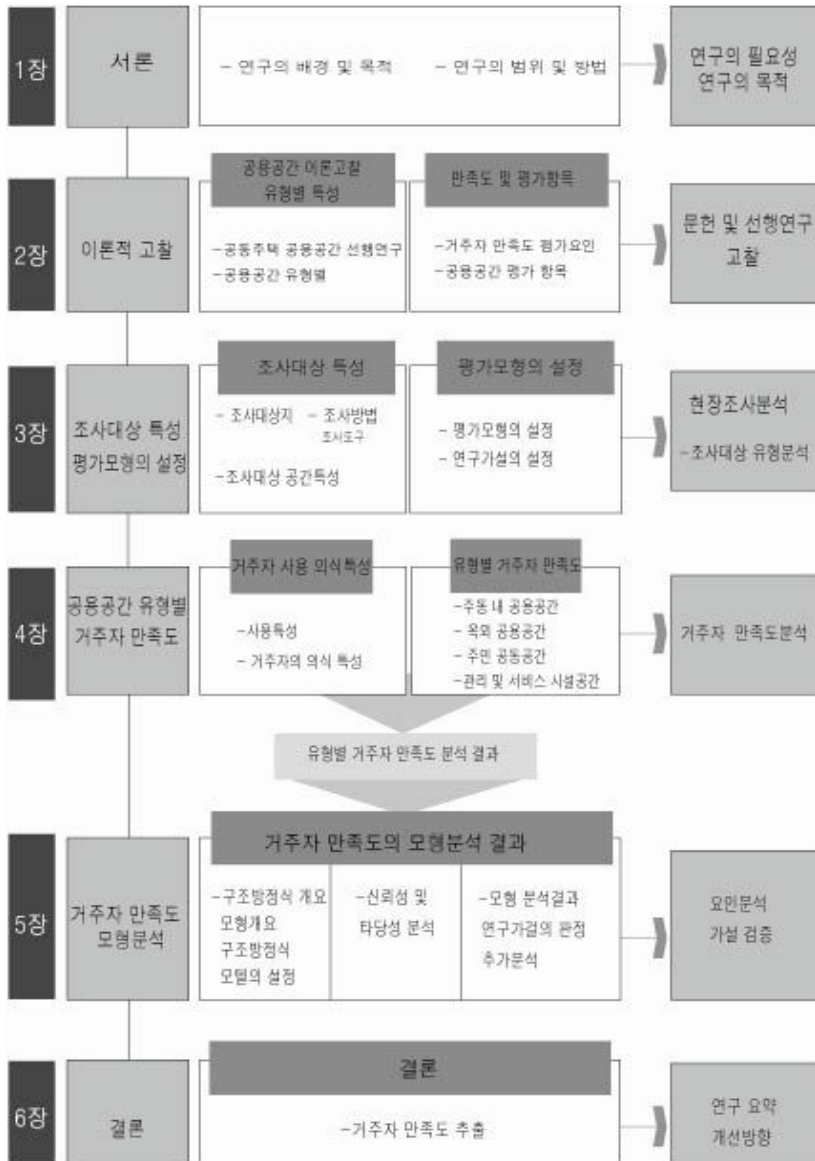 1장
서론
- 연구의 배경 및 목적
- 연구의 범위 및 방법
연구의 필요성
연구의 목적
2장
이론적 고찰
공용공간 이론고찰
유형별 특성
-공동주택 공용공간 선행연구
-공용공간 유형별
만족도 및 평가항목
-거주자 만족도 평가요인
-공용공간 평가 항목
문헌 및 선행연구
고찰
3장
조사대상 특성
평가모형의 설정
조사대상 특성
- 조사대상지
- 조사방법
조사도구
-조사대상 공간특성
평가모형의 설정
- 평가모형의 설정
- 연구가설의 설정
현장조사분석
-조사대상 유형분석
4장
공용공간 유형별
거주자 만족도
거주자 사용 의식특성
-사용특성
- 거주자의 의식 특성
유형별 거주자 만족도
-주동 내 공용공간
- 옥외 공용공간
- 주민 공동공간
-관리 및 서비스 시설공간
거주자 만족도분석
유형별 거주자 만족도 분석 결과
5장
거주자 만족도
모형분석
거주자 만족도의 모형분석 결과
-구조방정식 개요
모형개요
구조방정식
모델의 설정
-신뢰성 및
타당성 분석
-모형 분석결과
연구가걸의 판정
추가분석
요인분석
가설 검증
6장
결론
결론
-거주자 만족도 추출
연구 요약
개선방향